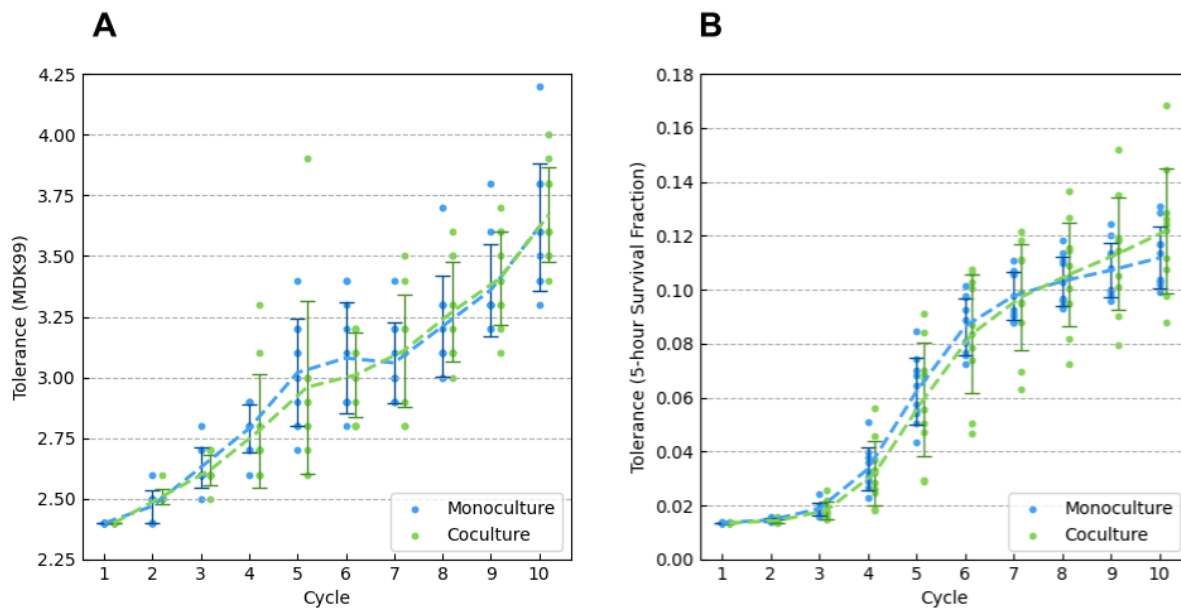 A
B
4.25
4.00
3.75
3.50
3.25
3.00
2.75
2.50
2.25
Tolerance (MDK99)
1 2 3 4 5 6 7 8 9 10
Cycle
Monoculture
Coculture
0.18
0.16
0.14
0.12
0.10
0.08
0.06
0.04
0.02
0.00
Tolerance (5-hour Survival Fraction)
1 2 3 4 5 6 7 8 9 10
Cycle
Monoculture
Coculture